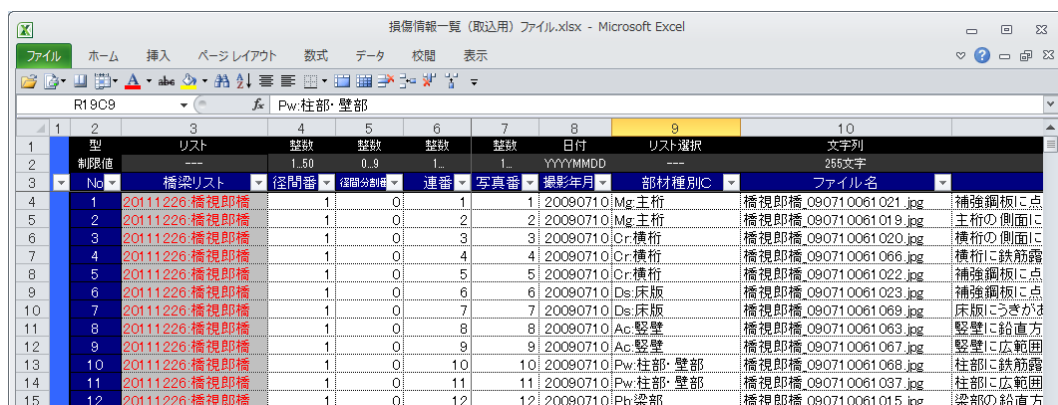 損傷情報一覧（取込用）ファイル.xlsx - Microsoft Excel
ファイル ホーム 挿入 ページ レイアウト 数式 データ 校閲 表示
R19C9 fx Pw:柱部・壁部
1 2 3 4 5 6 7 8 9 10
1 型 リスト 整数 整数 整数 整数 日付 リスト選択 文字列
2 制限値 --- 1...50 0...9 1... 1... YYYYMMDD --- 255文字
3 No 橋梁リスト 径間番 径間分割番 連番 写真番 撮影年月 部材種別C ファイル名
4 1 20111226:橋視郎橋 1 0 1 1 20090710 Mg:主桁 橋視郎橋_090710061021.jpg 補強鋼板に点
5 2 20111226:橋視郎橋 1 0 2 2 20090710 Mg:主桁 橋視郎橋_090710061019.jpg 主桁の側面に
6 3 20111226:橋視郎橋 1 0 3 3 20090710 Cr:横桁 橋視郎橋_090710061020.jpg 横桁の側面に
7 4 20111226:橋視郎橋 1 0 4 4 20090710 Cr:横桁 橋視郎橋_090710061066.jpg 横桁に鉄筋露
8 5 20111226:橋視郎橋 1 0 5 5 20090710 Cr:横桁 橋視郎橋_090710061022.jpg 補強鋼板に点
9 6 20111226:橋視郎橋 1 0 6 6 20090710 Ds:床版 橋視郎橋_090710061023.jpg 補強鋼板に点
10 7 20111226:橋視郎橋 1 0 7 7 20090710 Ds:床版 橋視郎橋_090710061069.jpg 床版にうきがあ
11 8 20111226:橋視郎橋 1 0 8 8 20090710 Ac:竪壁 橋視郎橋_090710061063.jpg 竪壁に鉛直方
12 9 20111226:橋視郎橋 1 0 9 9 20090710 Ac:竪壁 橋視郎橋_090710061067.jpg 竪壁に広範囲
13 10 20111226:橋視郎橋 1 0 10 10 20090710 Pw:柱部・壁部 橋視郎橋_090710061068.jpg 柱部に鉄筋露
14 11 20111226:橋視郎橋 1 0 11 11 20090710 Pw:柱部・壁部 橋視郎橋_090710061037.jpg 柱部に広範囲
15 12 20111226:橋視郎橋 1 0 12 12 20090710 Pb:梁部 橋視郎橋_090710061015.jpg 梁部の鉛直方